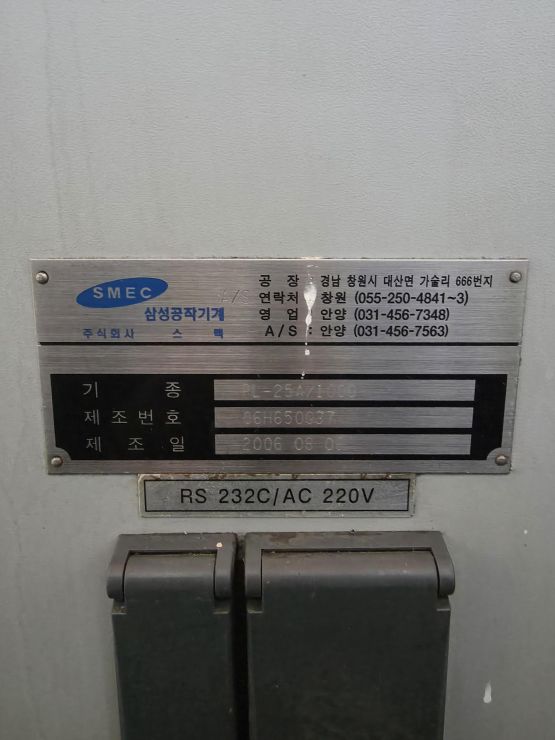 SMEC
삼성공작기계
주식회사 스맥
공 장 : 경남 창원시 대산면 가술리 666번지
A/S 연락처 : 창원 (055-250-4841~3)
영 업 : 안양 (031-456-7348)
A/S : 안양 (031-456-7563)
기 종
제조번호
제 조 일 2006 08
RS 232C/AC 220V